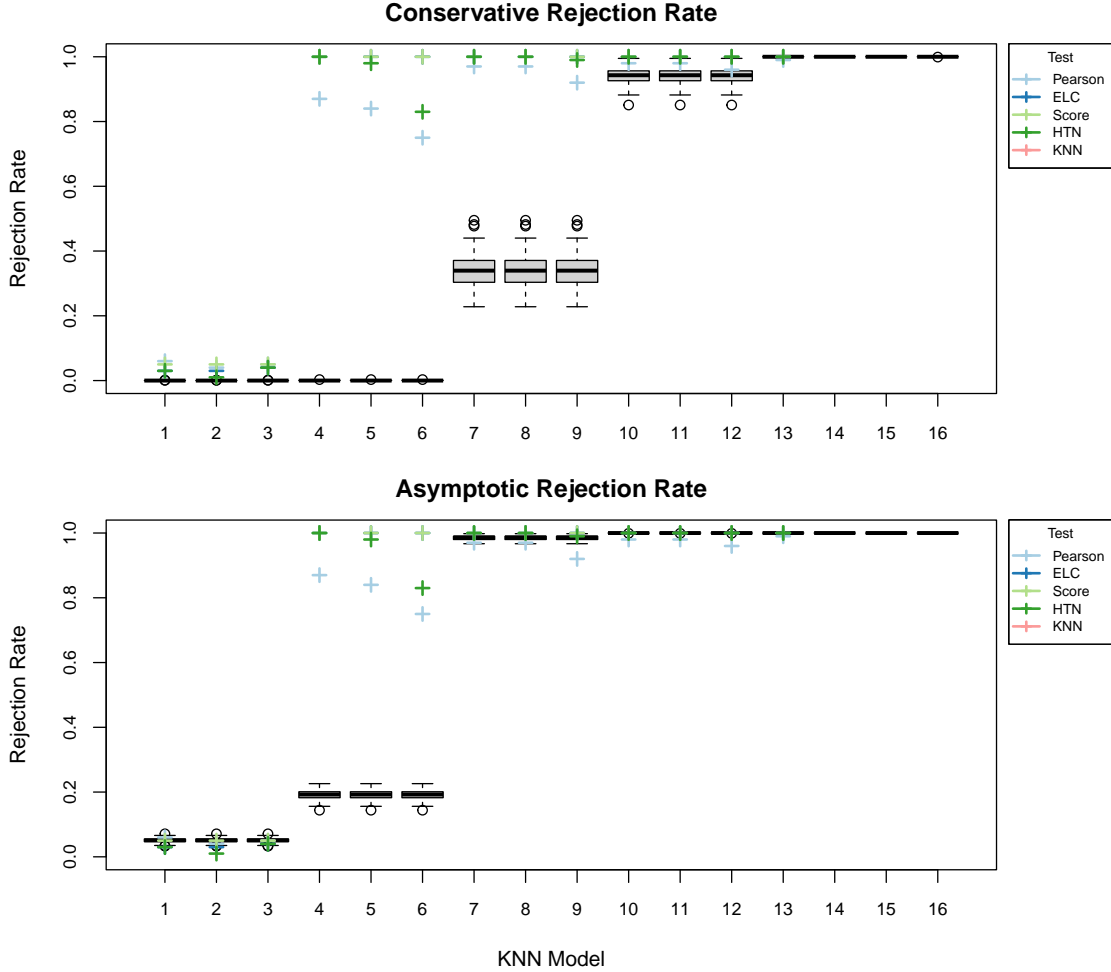 Conservative Rejection Rate
Rejection Rate
0.0 0.2 0.4 0.6 0.8 1.0
1 2 3 4 5 6 7 8 9 10 11 12 13 14 15 16
Test
Pearson
ELC
Score
HTN
KNN
Asymptotic Rejection Rate
Rejection Rate
0.0 0.2 0.4 0.6 0.8 1.0
1 2 3 4 5 6 7 8 9 10 11 12 13 14 15 16
Test
Pearson
ELC
Score
HTN
KNN
KNN Model